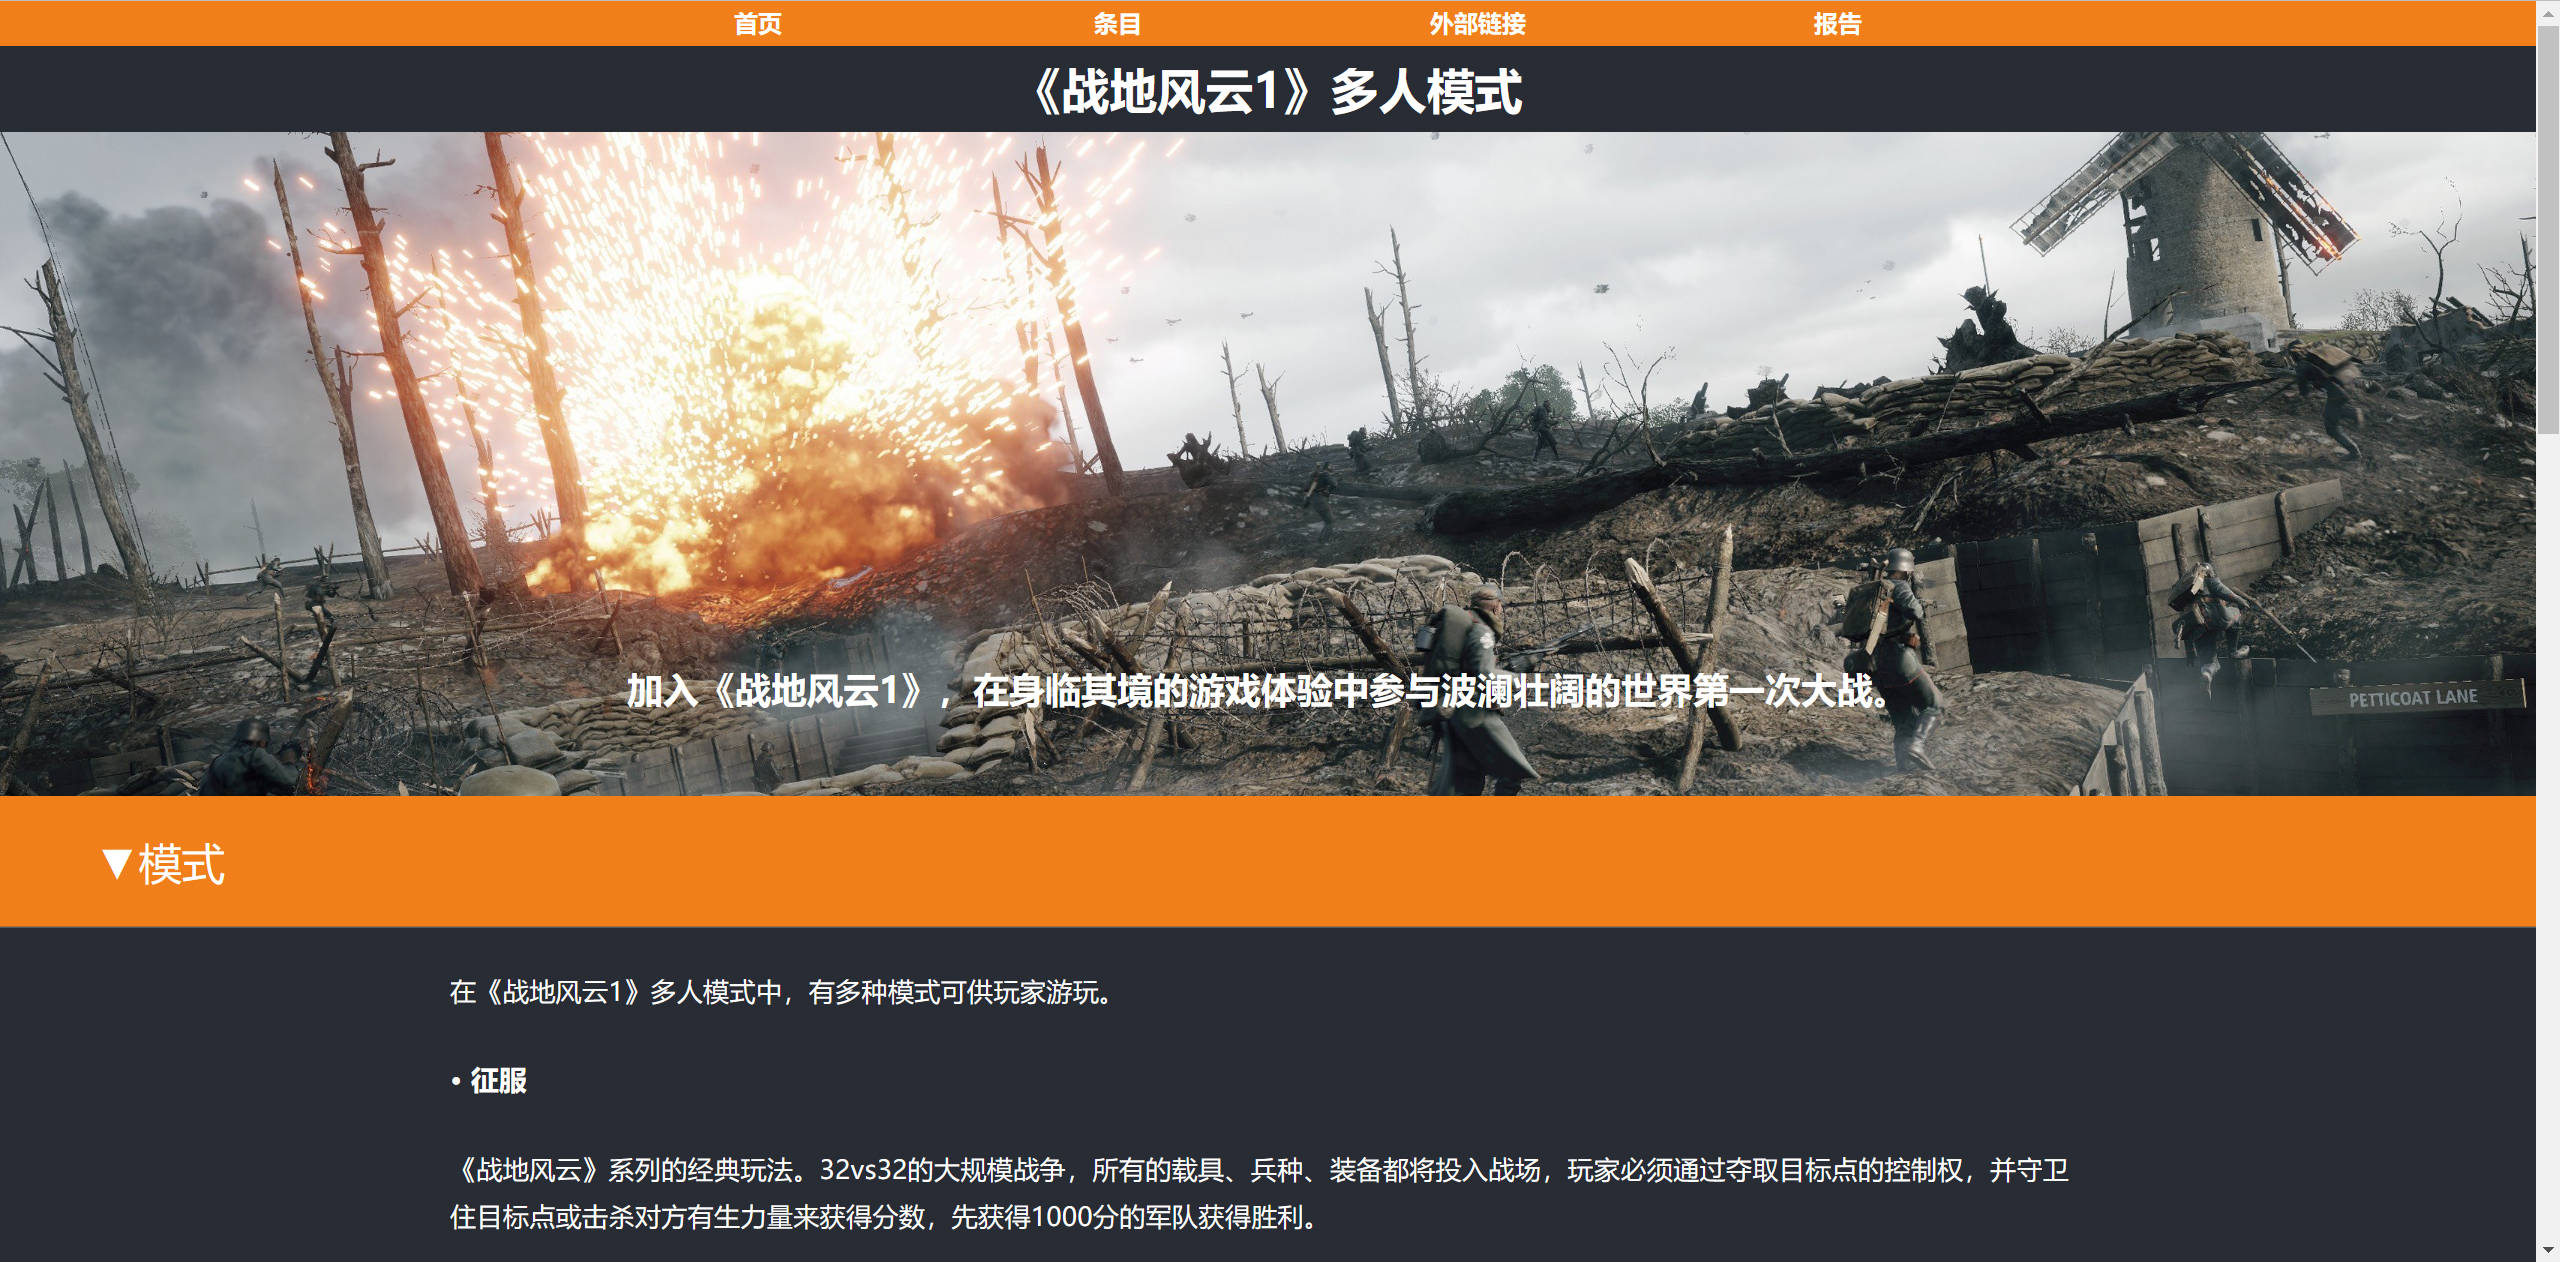 首页 条目 外部链接 报告
《战地风云1》多人模式
加入《战地风云1》，在身临其境的游戏体验中参与波澜壮阔的世界第一次大战。
PETTICOAT LANE
▼模式
在《战地风云1》多人模式中，有多种模式可供玩家游玩。
• 征服
《战地风云》系列的经典玩法。32vs32的大规模战争，所有的载具、兵种、装备都将投入战场，玩家必须通过夺取目标点的控制权，并守卫
住目标点或击杀对方有生力量来获得分数，先获得1000分的军队获得胜利。